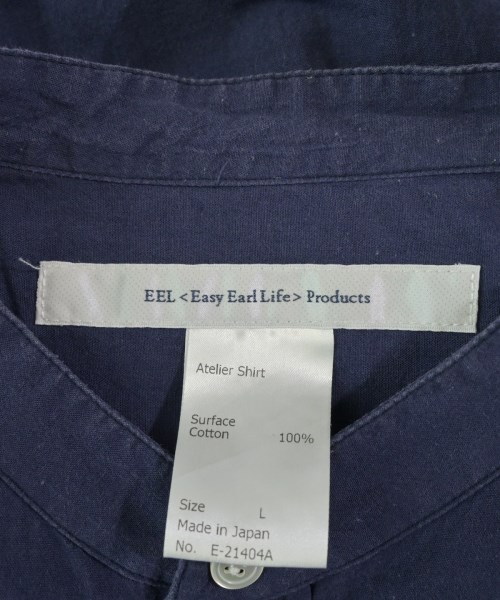 EEL <Easy Earl Life> Products
Atelier Shirt
Surface
Cotton 100%
Size L
Made in Japan
No. E-21404A